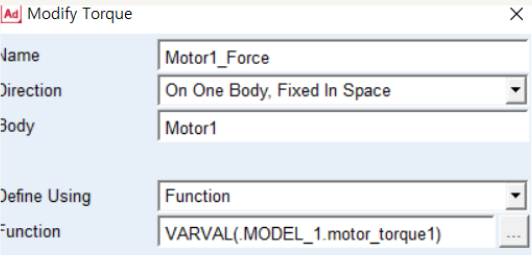 Ad Modify Torque
Name Motor1_Force
Direction On One Body, Fixed In Space
Body Motor1
Define Using Function
Function VARVAL(.MODEL_1.motor_torque1) ...